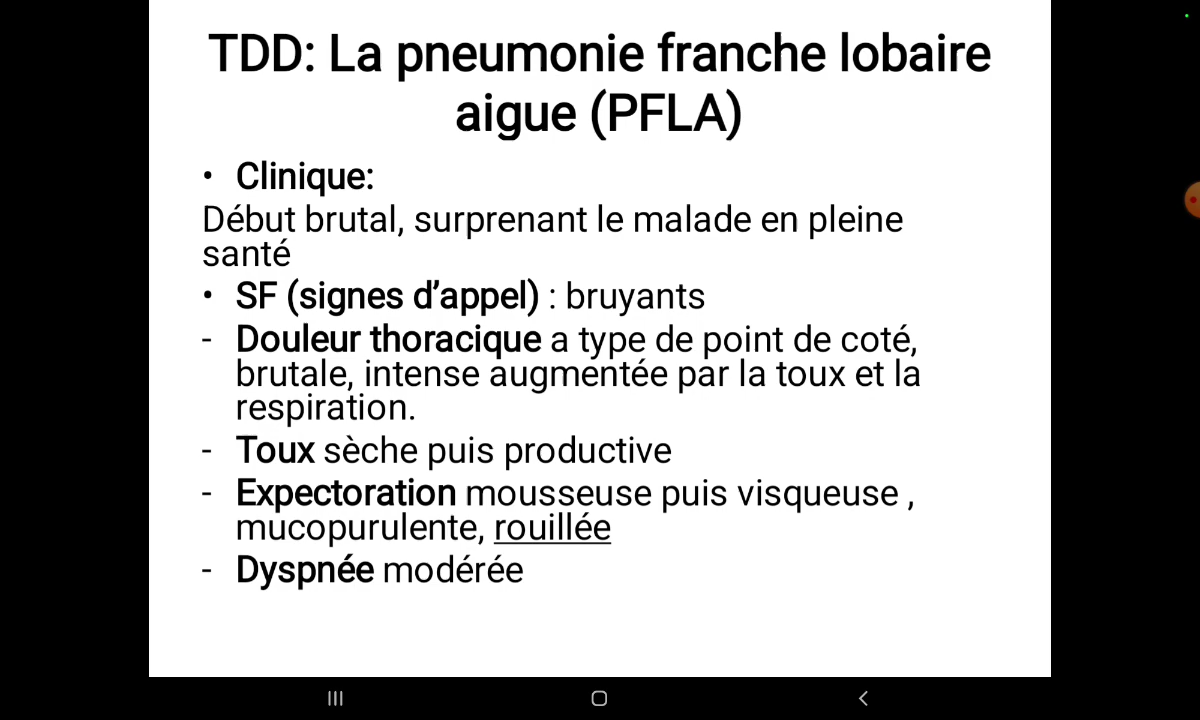 TDD: La pneumonie franche lobaire
aigue (PFLA)
• Clinique:
Début brutal, surprenant le malade en pleine
santé
• SF (signes d’appel) : bruyants
- Douleur thoracique a type de point de coté,
brutale, intense augmentée par la toux et la
respiration.
- Toux sèche puis productive
- Expectoration mousseuse puis visqueuse ,
mucopurulente, rouillée
- Dyspnée modérée